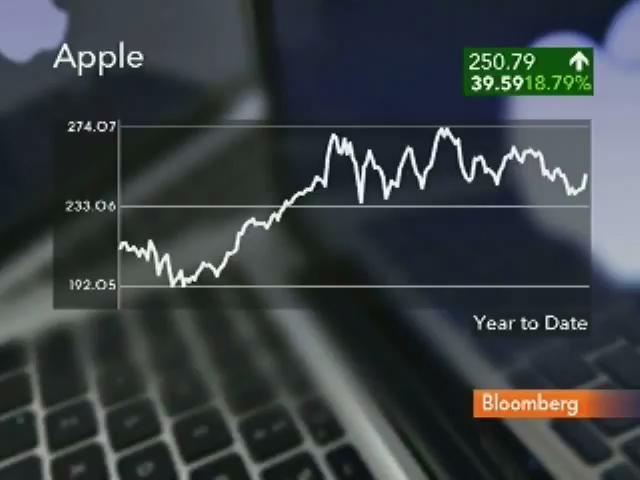 Apple
250.79
39.59 18.79%
274.07
233.06
192.05
Year to Date
Bloomberg